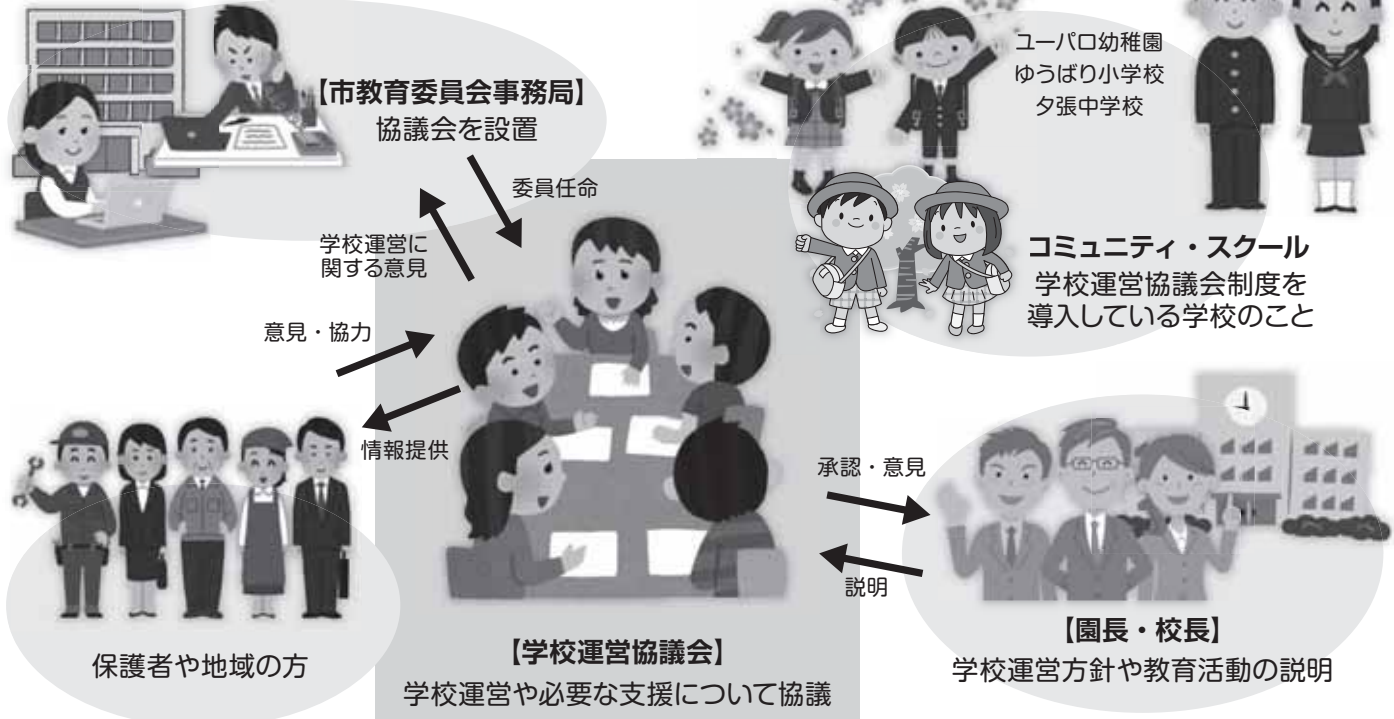 【市教育委員会事務局】
協議会を設置
委員任命
学校運営に
関する意見
意見・協力
情報提供
保護者や地域の方
【学校運営協議会】
学校運営や必要な支援について協議
ユーパロ幼稚園
ゆうばり小学校
夕張中学校
コミュニティ・スクール
学校運営協議会制度を
導入している学校のこと
承認・意見
説明
【園長・校長】
学校運営方針や教育活動の説明